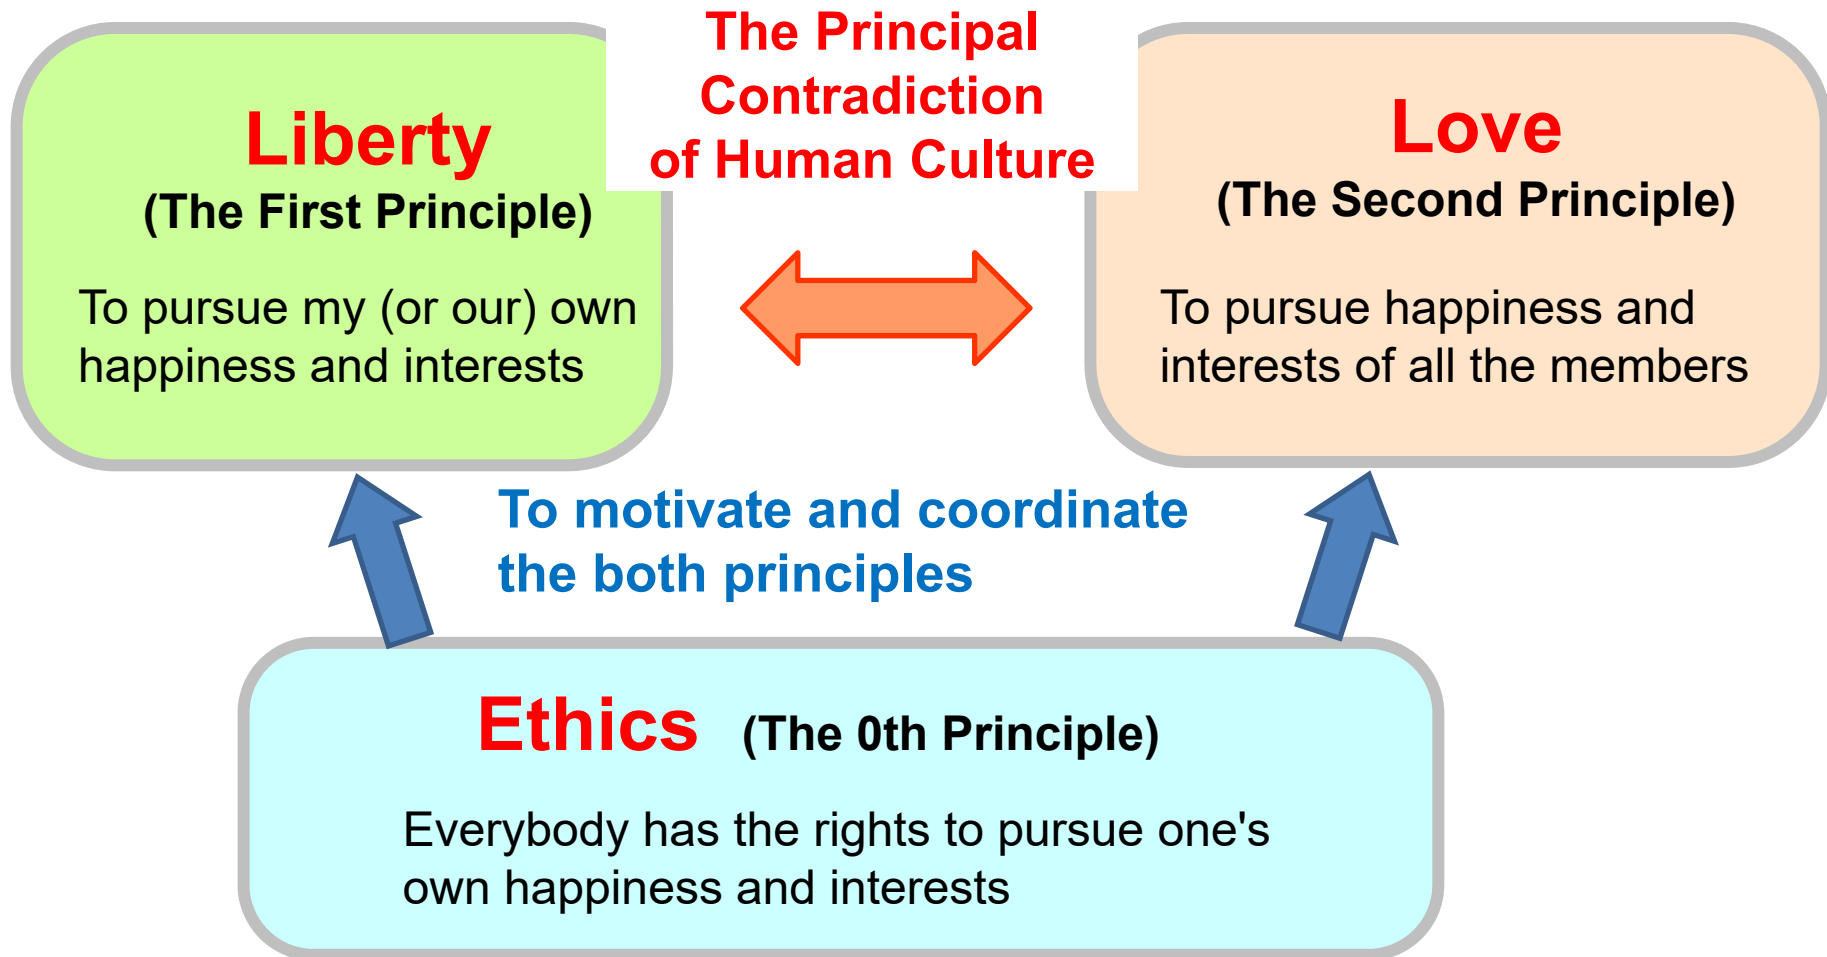 The Principal
Contradiction
of Human Culture
Liberty
(The First Principle)
To pursue my (or our) own
happiness and interests
Love
(The Second Principle)
To pursue happiness and
interests of all the members
To motivate and coordinate
the both principles
Ethics (The 0th Principle)
Everybody has the rights to pursue one's
own happiness and interests